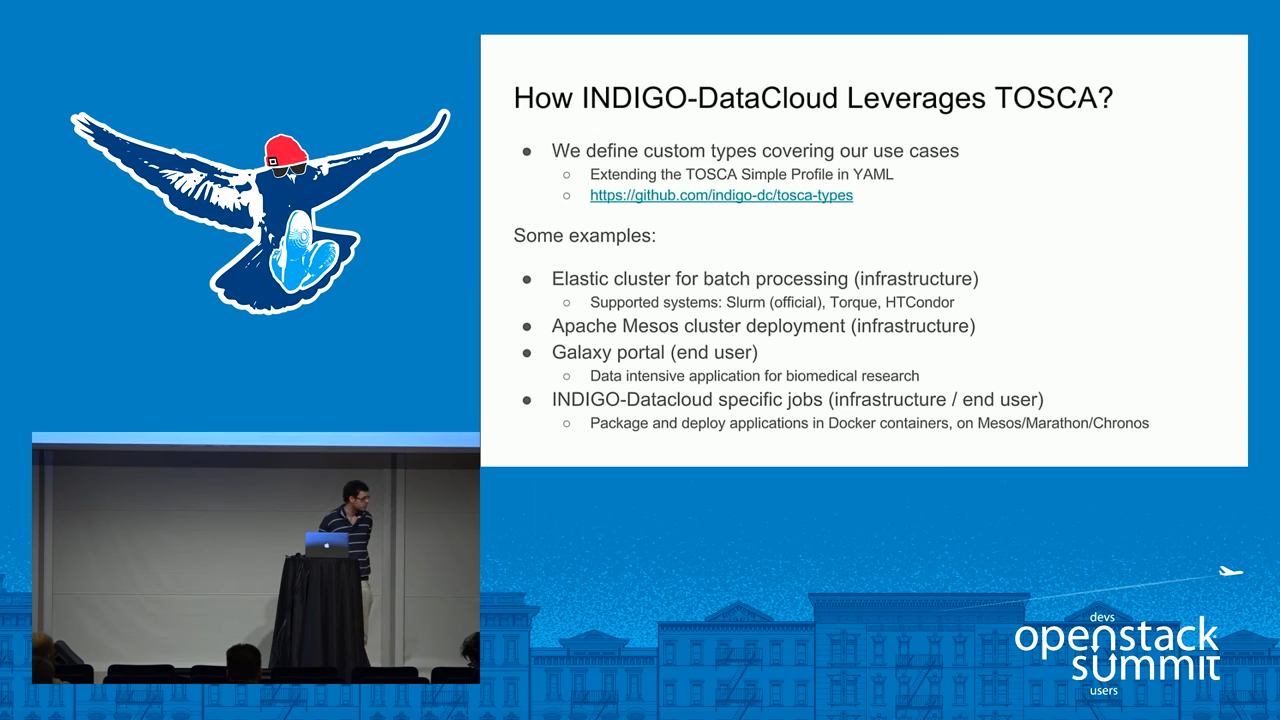 How INDIGO-DataCloud Leverages TOSCA?
● We define custom types covering our use cases
○ Extending the TOSCA Simple Profile in YAML
○ https://github.com/indigo-dc/tosca-types
Some examples:
● Elastic cluster for batch processing (infrastructure)
○ Supported systems: Slurm (official), Torque, HTCondor
● Apache Mesos cluster deployment (infrastructure)
● Galaxy portal (end user)
○ Data intensive application for biomedical research
● INDIGO-Datacloud specific jobs (infrastructure / end user)
○ Package and deploy applications in Docker containers, on Mesos/Marathon/Chronos
devs
openstack
summit
users